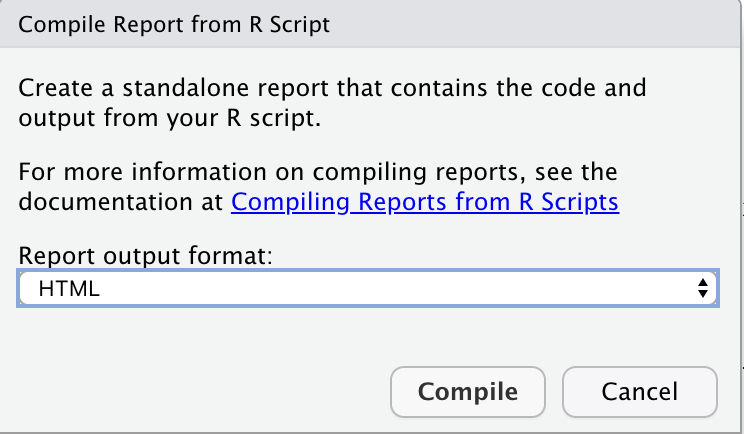 Compile Report from R Script
Create a standalone report that contains the code and
output from your R script.
For more information on compiling reports, see the
documentation at Compiling Reports from R Scripts
Report output format:
HTML
Compile
Cancel